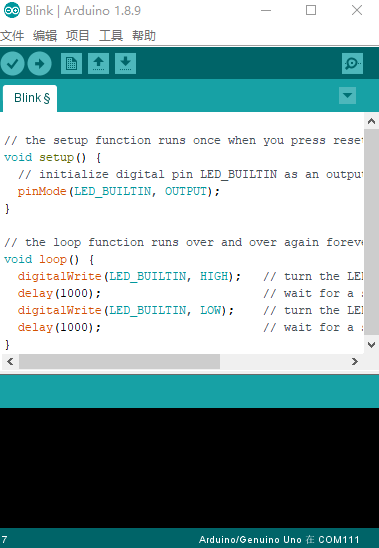 Blink | Arduino 1.8.9
文件 编辑 项目 工具 帮助
Blink §
// the setup function runs once when you press reset
void setup() {
  // initialize digital pin LED_BUILTIN as an outpu
  pinMode(LED_BUILTIN, OUTPUT);
}
// the loop function runs over and over again foreve
void loop() {
  digitalWrite(LED_BUILTIN, HIGH);   // turn the LE
  delay(1000);                       // wait for a
  digitalWrite(LED_BUILTIN, LOW);    // turn the LE
  delay(1000);                       // wait for a
}
7
Arduino/Genuino Uno 在 COM111